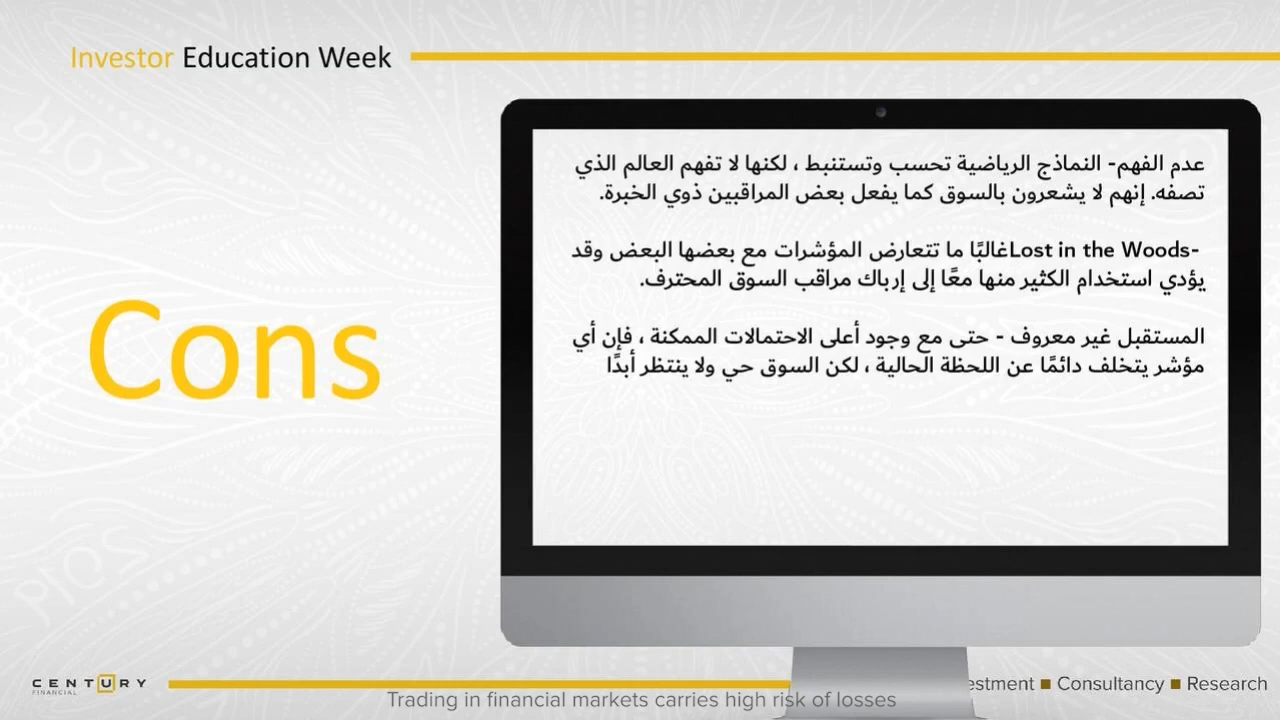 Investor Education Week
Cons
عدم الفهم- النماذج الرياضية تحسب وتستنبط ، لكنها لا تفهم العالم الذي
تصفه. إنهم لا يشعرون بالسوق كما يفعل بعض المراقبين ذوي الخبرة.
-Lost in the Woodsغالبًا ما تتعارض المؤشرات مع بعضها البعض وقد
يؤدي استخدام الكثير منها معًا إلى إرباك مراقب السوق المحترف.
المستقبل غير معروف - حتى مع وجود أعلى الاحتمالات الممكنة ، فإن أي
مؤشر يتخلف دائمًا عن اللحظة الحالية ، لكن السوق حي ولا ينتظر أبدًا
CENTURY
FINANCIAL
Trading in financial markets carries high risk of losses
estment ■ Consultancy ■ Research